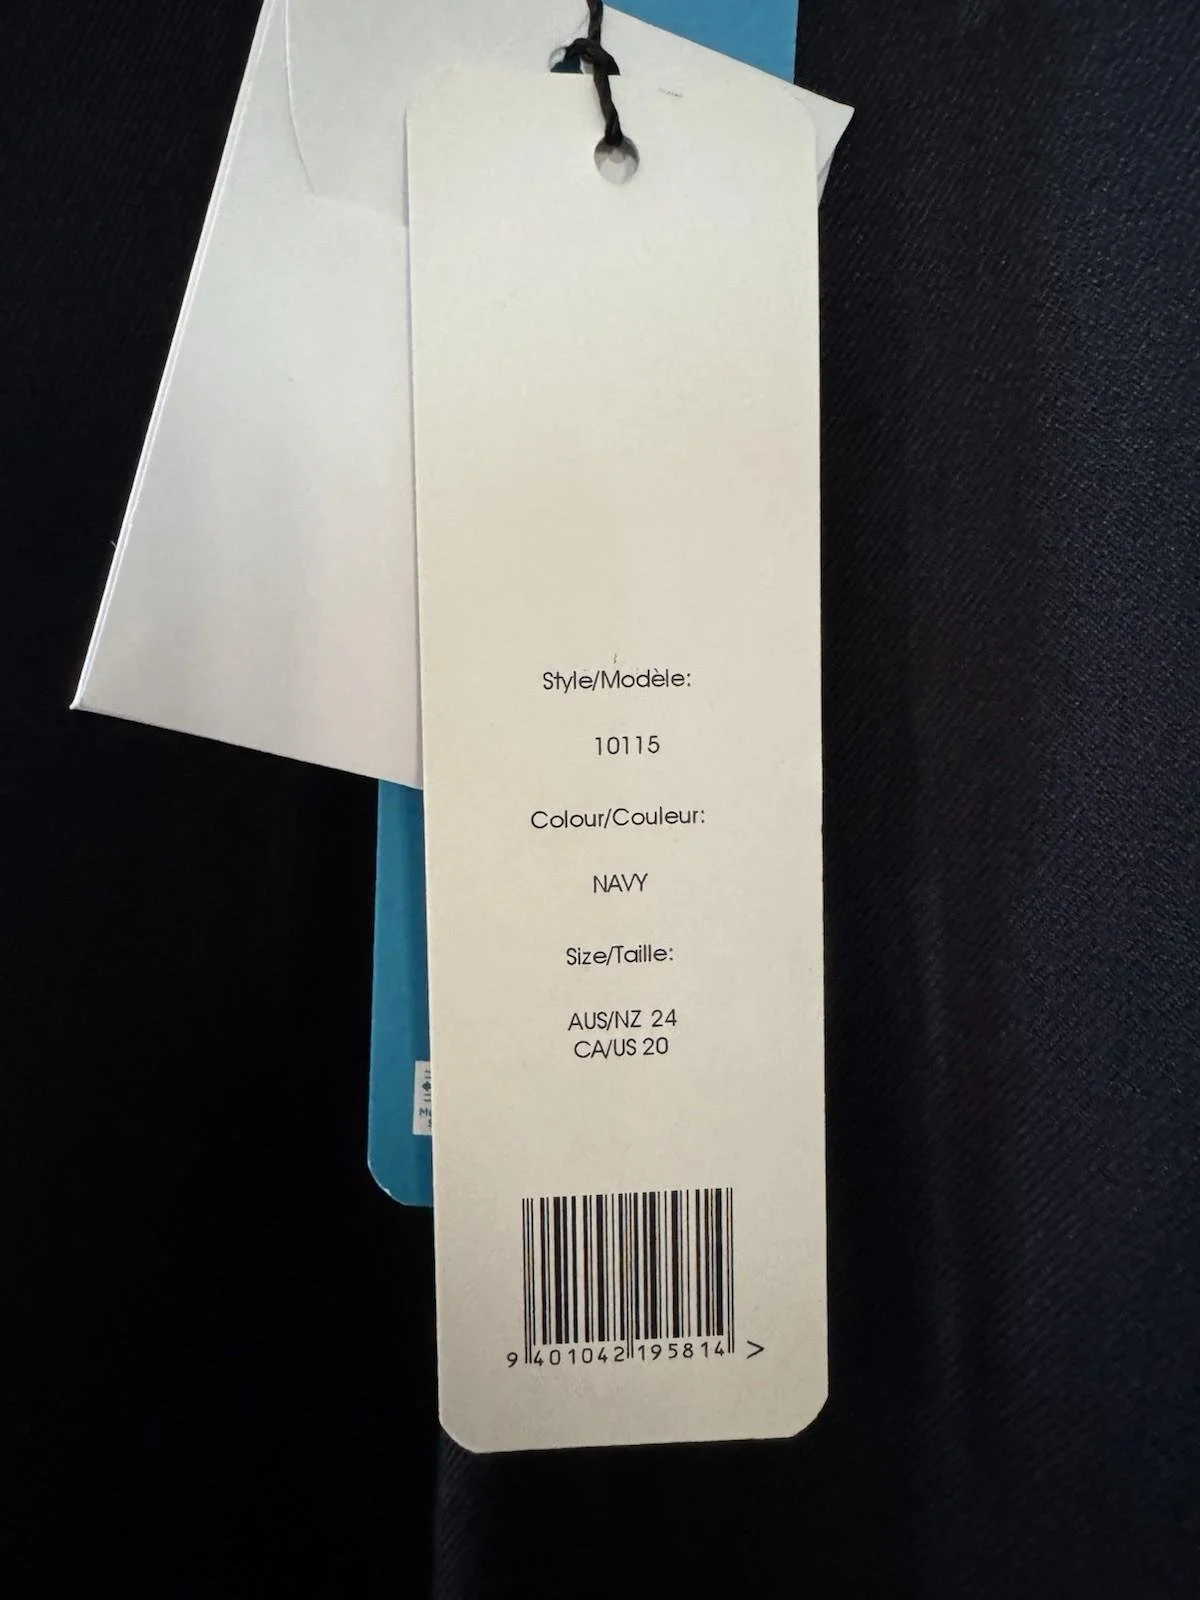 Style/Modèle:
10115
Colour/Couleur:
NAVY
Size/Taille:
AUS/NZ 24
CA/US 20
9 401042 195814 >